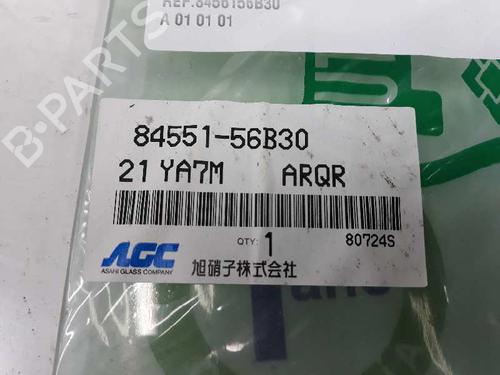 REF.8456156B30
A 01 01 01
84551-56B30
21 YA7M ARQR
QTY: 1 80724S
AGC
ASAHI GLASS COMPANY
旭硝子株式会社
B-PARTS